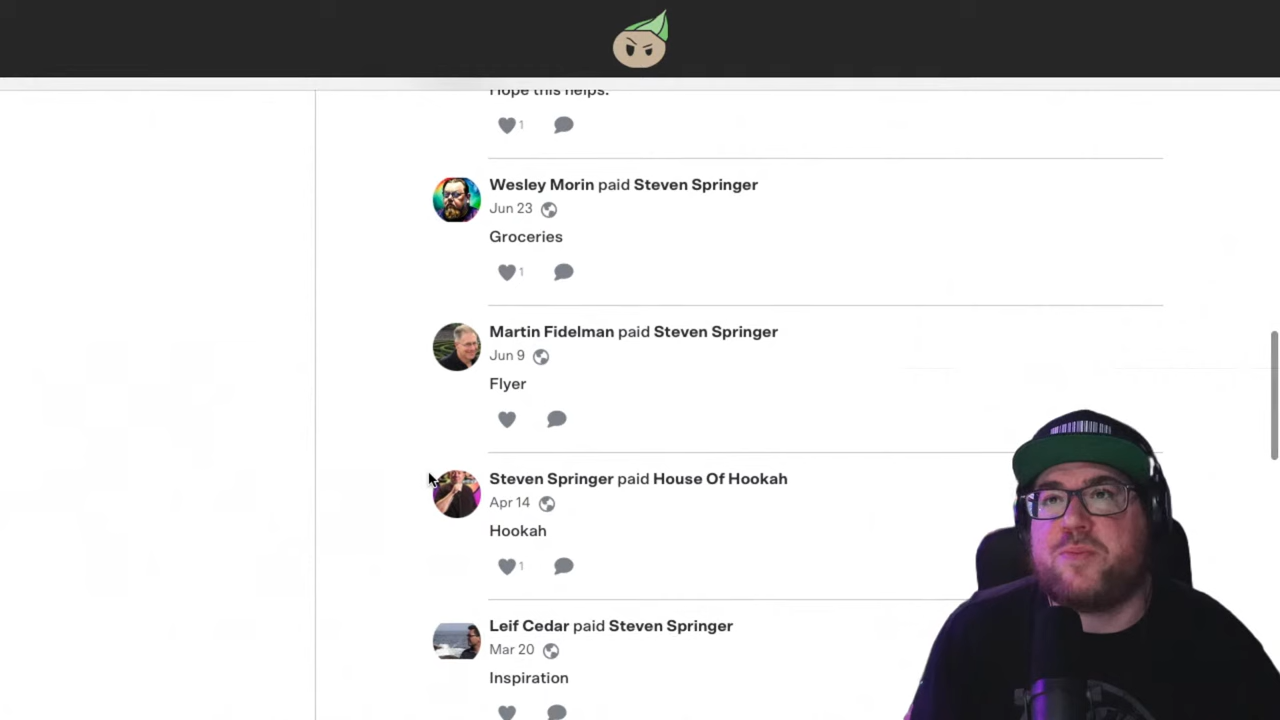 Hope this helps.
1
Wesley Morin paid Steven Springer
Jun 23
Groceries
1
Martin Fidelman paid Steven Springer
Jun 9
Flyer
Steven Springer paid House Of Hookah
Apr 14
Hookah
1
Leif Cedar paid Steven Springer
Mar 20
Inspiration